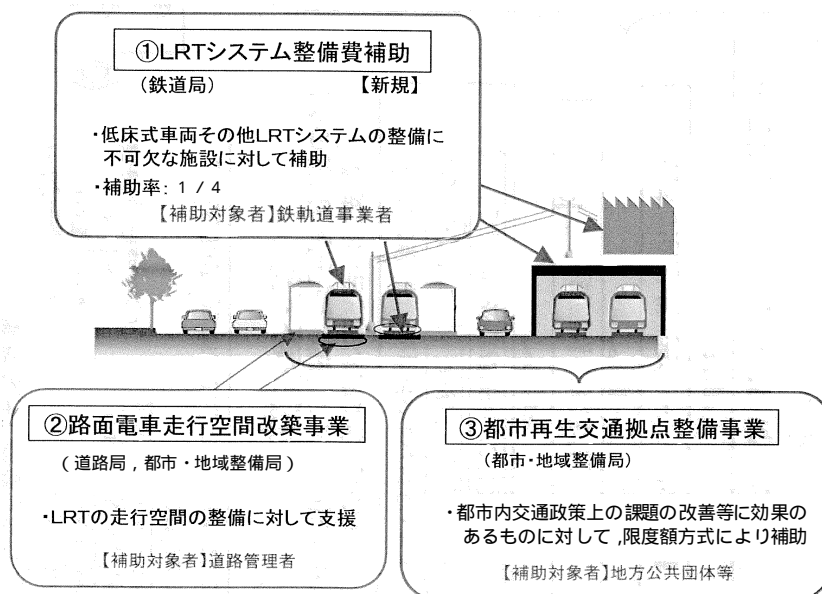 ①LRTシステム整備費補助
（鉄道局） 【新規】
・低床式車両その他LRTシステムの整備に
不可欠な施設に対して補助
・補助率：１／４
【補助対象者】鉄軌道事業者
②路面電車走行空間改築事業
（道路局，都市・地域整備局）
・LRTの走行空間の整備に対して支援
【補助対象者】道路管理者
③都市再生交通拠点整備事業
（都市・地域整備局）
・都市内交通政策上の課題の改善等に効果の
あるものに対して，限度額方式により補助
【補助対象者】地方公共団体等